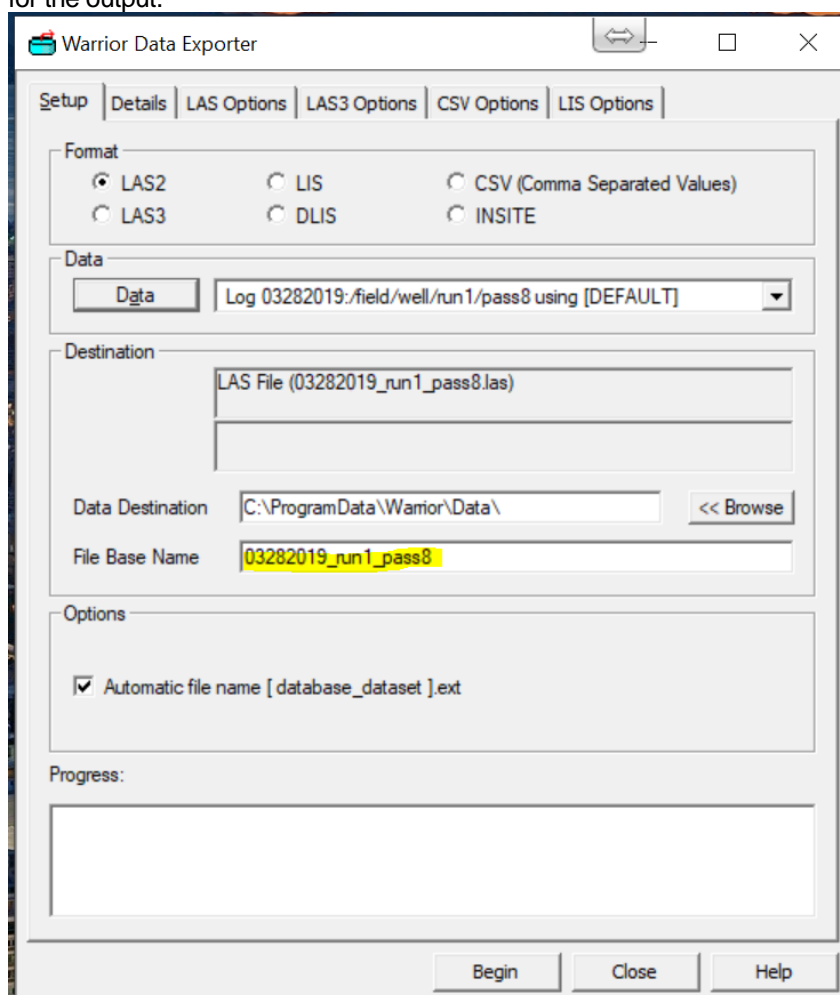 for the output.
Warrior Data Exporter
Setup Details LAS Options LAS3 Options CSV Options LIS Options
Format
LAS2 LIS CSV (Comma Separated Values)
LAS3 DLIS INSITE
Data
Data Log 03282019:/field/well/run1/pass8 using [DEFAULT]
Destination
LAS File (03282019_run1_pass8.las)
Data Destination C:\ProgramData\Warrior\Data\ << Browse
File Base Name 03282019_run1_pass8
Options
Automatic file name [ database_dataset ].ext
Progress:
Begin Close Help